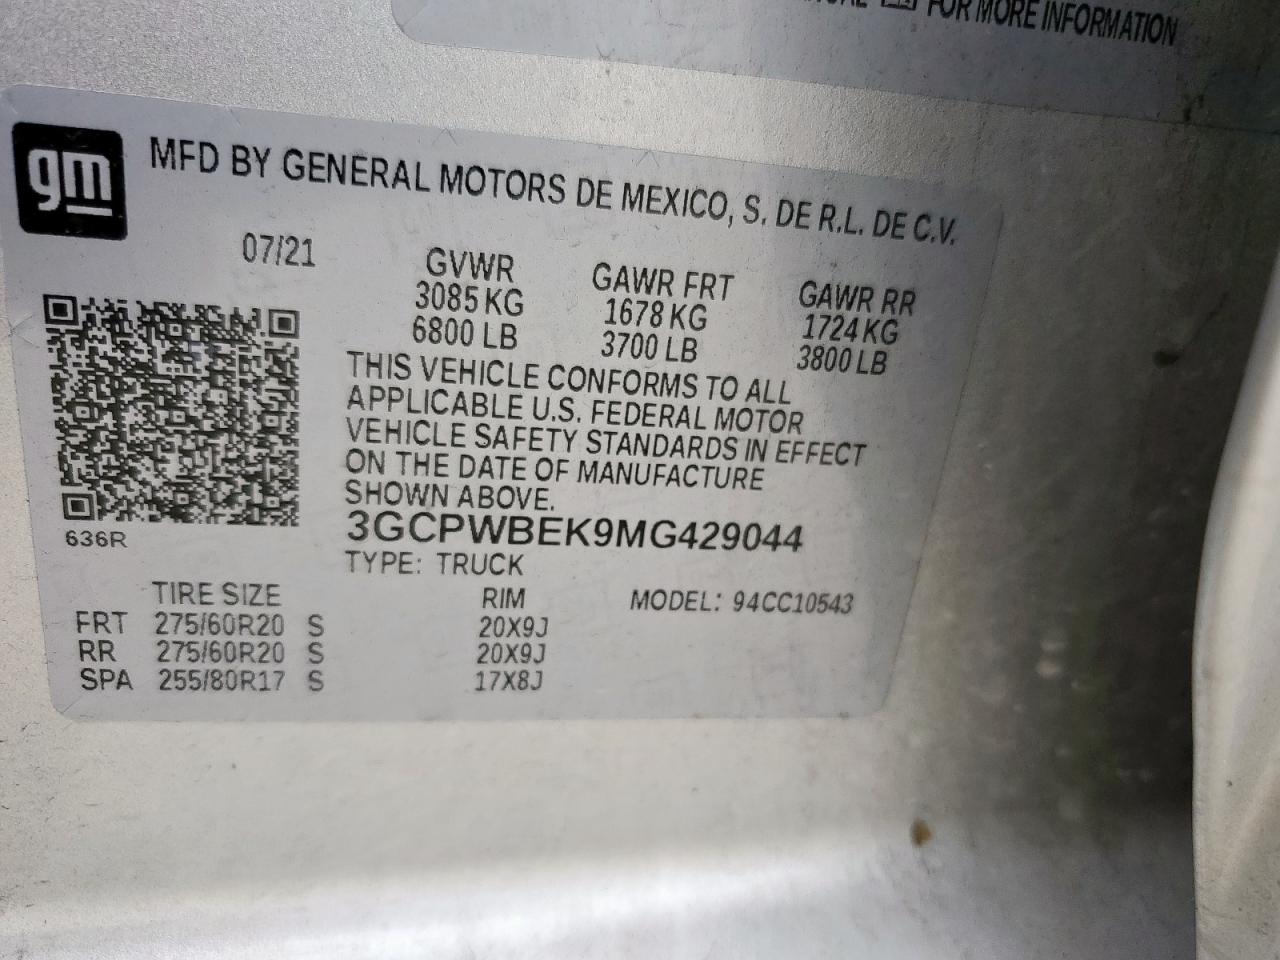 FOR MORE INFORMATION
gm
MFD BY GENERAL MOTORS DE MEXICO, S. DE R.L. DE C.V.
07/21
GVWR GAWR FRT GAWR RR
3085 KG 1678 KG 1724 KG
6800 LB 3700 LB 3800 LB
THIS VEHICLE CONFORMS TO ALL
APPLICABLE U.S. FEDERAL MOTOR
VEHICLE SAFETY STANDARDS IN EFFECT
ON THE DATE OF MANUFACTURE
SHOWN ABOVE.
636R
3GCPWBEK9MG429044
TYPE: TRUCK
TIRE SIZE RIM MODEL: 94CC10543
FRT 275/60R20 S 20X9J
RR 275/60R20 S 20X9J
SPA 255/80R17 S 17X8J